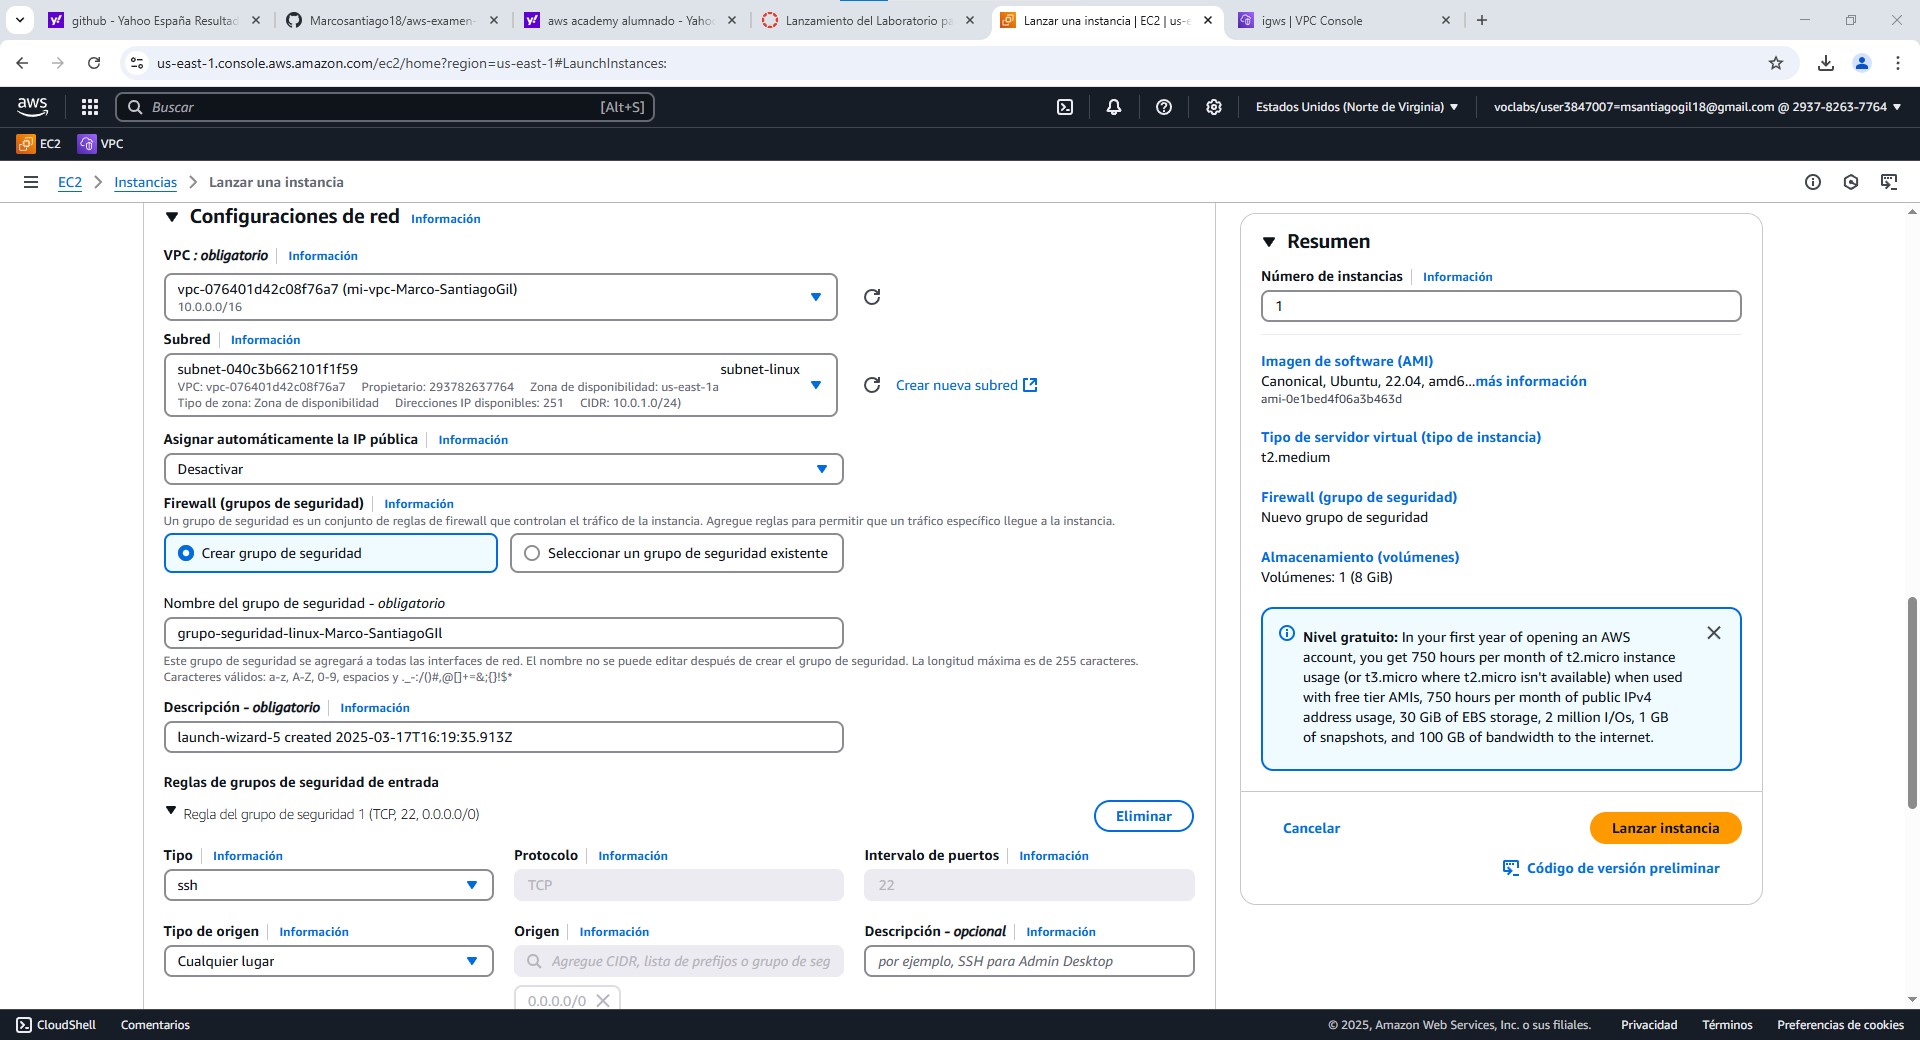 github - Yahoo España Resultad
Marcosantiago18/aws-examen-
aws academy alumnado - Yaho
Lanzamiento del Laboratorio pa
Lanzar una instancia | EC2 | us-e
igws | VPC Console
us-east-1.console.aws.amazon.com/ec2/home?region=us-east-1#LaunchInstances:
aws
Buscar
[Alt+S]
Estados Unidos (Norte de Virginia)
voclabs/user3847007=msantiagogil18@gmail.com @ 2937-8263-7764
EC2
VPC
EC2
Instancias
Lanzar una instancia
Configuraciones de red
Información
VPC : obligatorio
Información
vpc-076401d42c08f76a7 (mi-vpc-Marco-SantiagoGil)
10.0.0.0/16
Subred
Información
subnet-040c3b662101f1f59
subnet-linux
VPC: vpc-076401d42c08f76a7 Propietario: 293782637764 Zona de disponibilidad: us-east-1a
Tipo de zona: Zona de disponibilidad Direcciones IP disponibles: 251 CIDR: 10.0.1.0/24)
Crear nueva subred
Asignar automáticamente la IP pública
Información
Desactivar
Firewall (grupos de seguridad)
Información
Un grupo de seguridad es un conjunto de reglas de firewall que controlan el tráfico de la instancia. Agregue reglas para permitir que un tráfico específico llegue a la instancia.
Crear grupo de seguridad
Seleccionar un grupo de seguridad existente
Nombre del grupo de seguridad - obligatorio
grupo-seguridad-linux-Marco-SantiagoGIl
Este grupo de seguridad se agregará a todas las interfaces de red. El nombre no se puede editar después de crear el grupo de seguridad. La longitud máxima es de 255 caracteres.
Caracteres válidos: a-z, A-Z, 0-9, espacios y ._-:/()#,@[]+=&;{}!$*
Descripción - obligatorio
Información
launch-wizard-5 created 2025-03-17T16:19:35.913Z
Reglas de grupos de seguridad de entrada
Regla del grupo de seguridad 1 (TCP, 22, 0.0.0.0/0)
Eliminar
Tipo
Información
Protocolo
Información
Intervalo de puertos
Información
ssh
TCP
22
Tipo de origen
Información
Origen
Información
Descripción - opcional
Información
Cualquier lugar
Agregue CIDR, lista de prefijos o grupo de seg
por ejemplo, SSH para Admin Desktop
0.0.0.0/0
Resumen
Número de instancias
Información
1
Imagen de software (AMI)
Canonical, Ubuntu, 22.04, amd6...más información
ami-0e1bed4f06a3b463d
Tipo de servidor virtual (tipo de instancia)
t2.medium
Firewall (grupo de seguridad)
Nuevo grupo de seguridad
Almacenamiento (volúmenes)
Volúmenes: 1 (8 GiB)
Nivel gratuito: In your first year of opening an AWS
account, you get 750 hours per month of t2.micro instance
usage (or t3.micro where t2.micro isn't available) when used
with free tier AMIs, 750 hours per month of public IPv4
address usage, 30 GiB of EBS storage, 2 million I/Os, 1 GB
of snapshots, and 100 GB of bandwidth to the internet.
Cancelar
Lanzar instancia
Código de versión preliminar
CloudShell
Comentarios
© 2025, Amazon Web Services, Inc. o sus filiales.
Privacidad
Términos
Preferencias de cookies